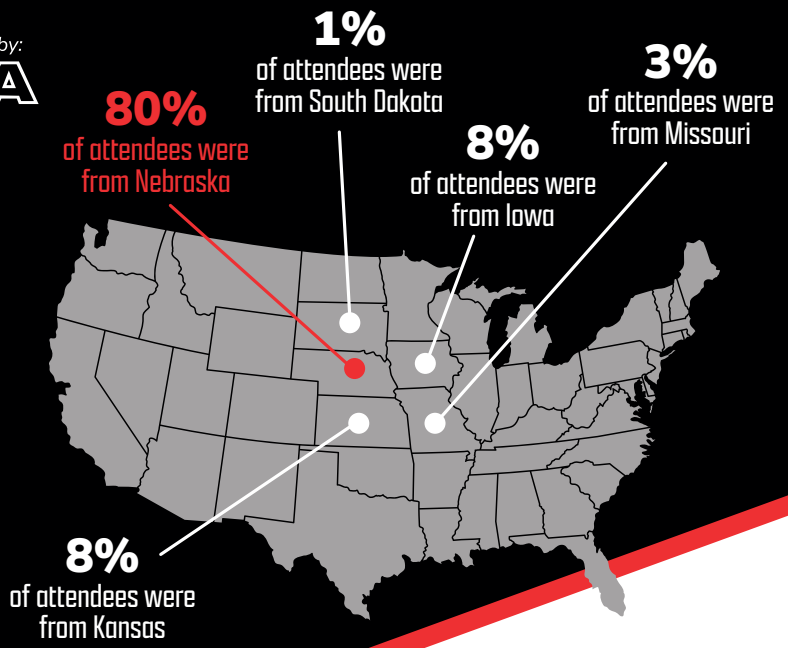 by:
A
1%
of attendees were
from South Dakota
3%
of attendees were
from Missouri
80%
of attendees were
from Nebraska
8%
of attendees were
from Iowa
8%
of attendees were
from Kansas